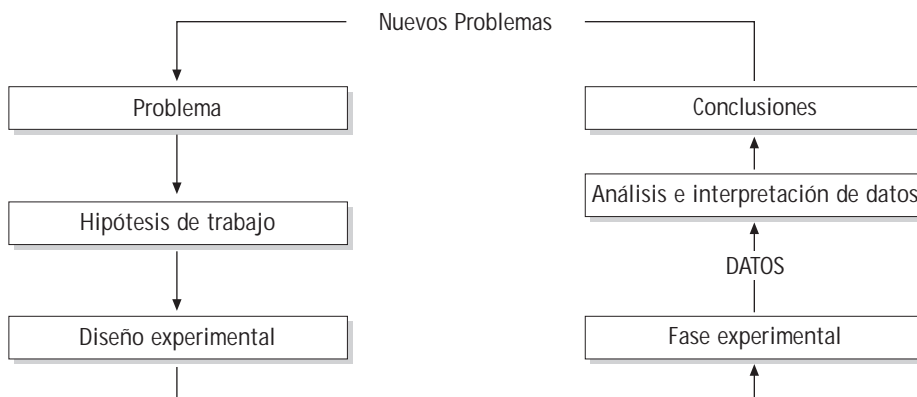 Nuevos Problemas
Problema
Hipótesis de trabajo
Diseño experimental
Conclusiones
Análisis e interpretación de datos
DATOS
Fase experimental